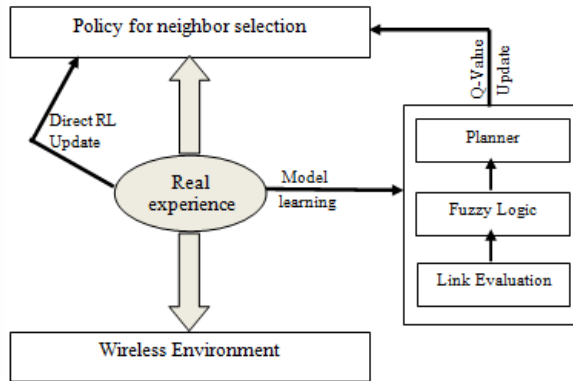 Policy for neighbor selection
Q-Value
Update
Direct RL
Update
Planner
Real
experience
Model
learning
Fuzzy Logic
Link Evaluation
Wireless Environment